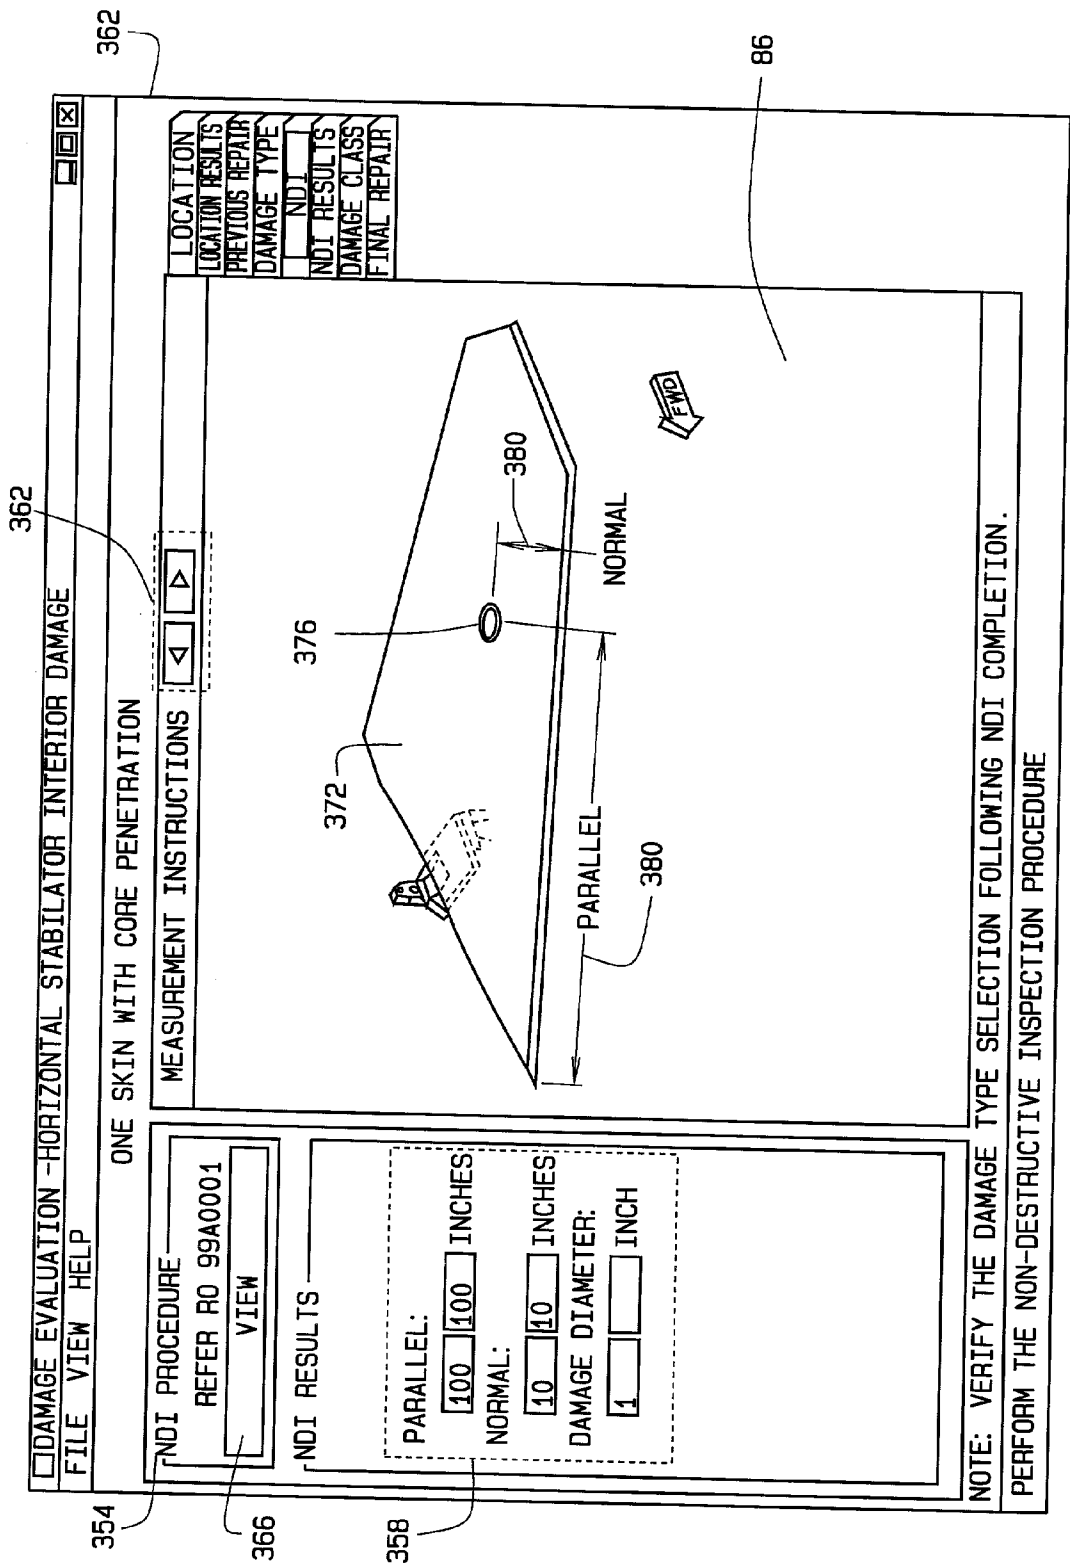 362
DAMAGE EVALUATION -HORIZONTAL STABILATOR INTERIOR DAMAGE
FILE VIEW HELP
362
ONE SKIN WITH CORE PENETRATION
354
NDI PROCEDURE
REFER RO 99A0001
VIEW
366
NDI RESULTS
PARALLEL:
100 100 INCHES
NORMAL:
10 10 INCHES
DAMAGE DIAMETER:
1 INCH
358
MEASUREMENT INSTRUCTIONS
372
376
380
NORMAL
PARALLEL
380
FWD
86
LOCATION
LOCATION RESULTS
PREVIOUS REPAIR
DAMAGE TYPE
NDI
NDI RESULTS
DAMAGE CLASS
FINAL REPAIR
NOTE: VERIFY THE DAMAGE TYPE SELECTION FOLLOWING NDI COMPLETION.
PERFORM THE NON-DESTRUCTIVE INSPECTION PROCEDURE